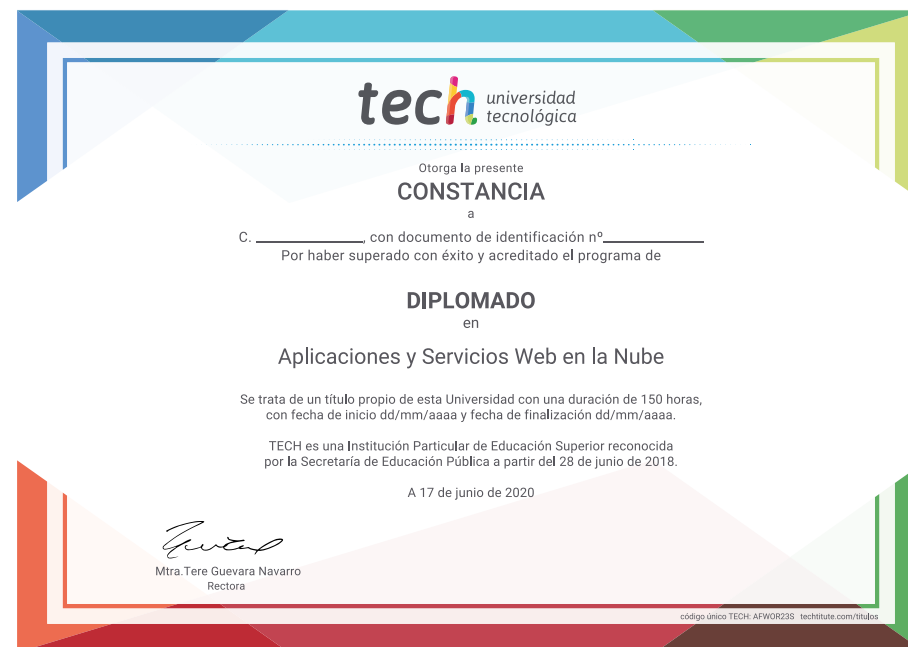 tech universidad
tecnológica
Otorga la presente
CONSTANCIA
a
C. ______________, con documento de identificación nº_____________
Por haber superado con éxito y acreditado el programa de
DIPLOMADO
en
Aplicaciones y Servicios Web en la Nube
Se trata de un título propio de esta Universidad con una duración de 150 horas,
con fecha de inicio dd/mm/aaaa y fecha de finalización dd/mm/aaaa.
TECH es una Institución Particular de Educación Superior reconocida
por la Secretaría de Educación Pública a partir del 28 de junio de 2018.
A 17 de junio de 2020
Mtra.Tere Guevara Navarro
Rectora
código único TECH: AFWOR23S techtitute.com/titulos